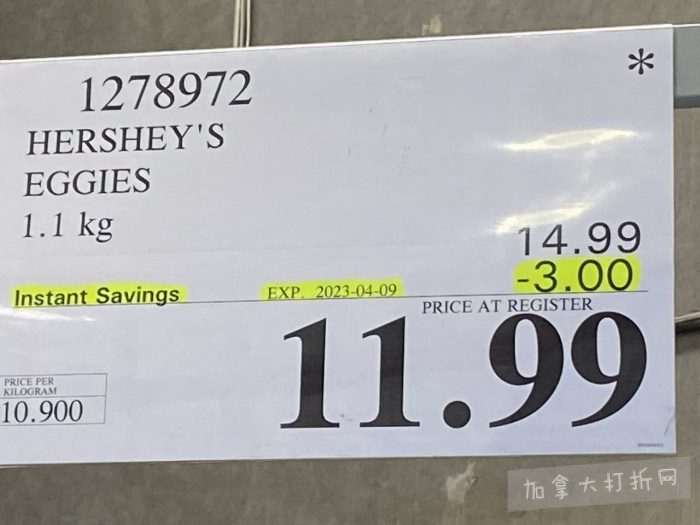 *
1278972
HERSHEY'S
EGGIES
1.1 kg
14.99
-3.00
Instant Savings EXP. 2023-04-09
PRICE AT REGISTER
11.99
PRICE PER
KILOGRAM
10.900
加拿大打折网